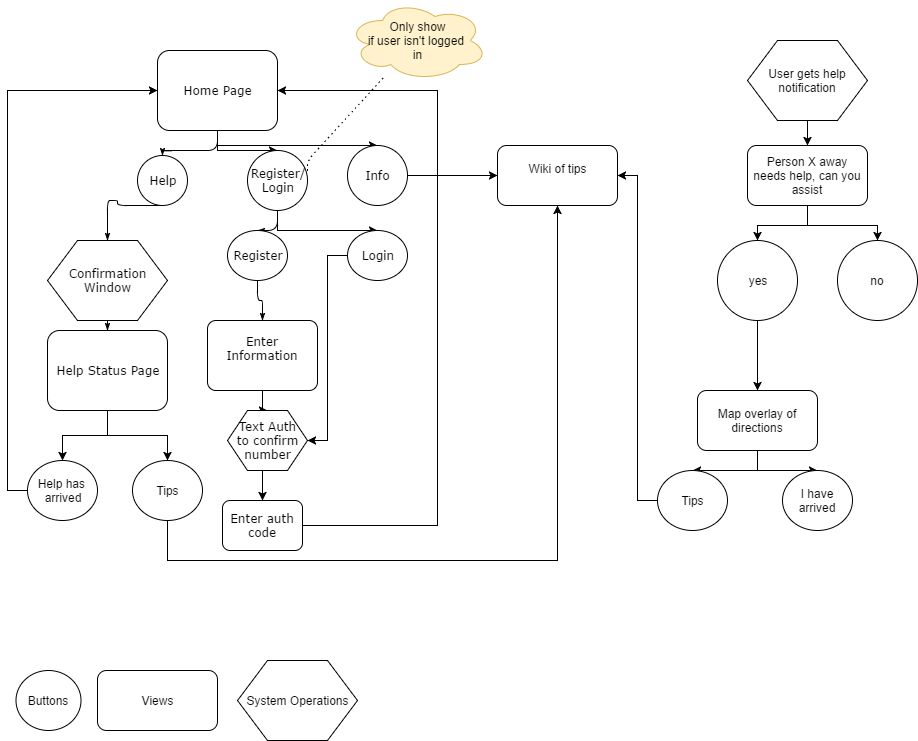 Only show
if user isn't logged
in
Home Page
User gets help
notification
Help
Register/
Login
Info
Wiki of tips
Person X away
needs help, can you
assist
Register
Login
Confirmation
Window
yes
no
Enter
Information
Help Status Page
Text Auth
to confirm
number
Map overlay of
directions
Help has
arrived
Tips
Enter auth
code
Tips
I have
arrived
Buttons
Views
System Operations